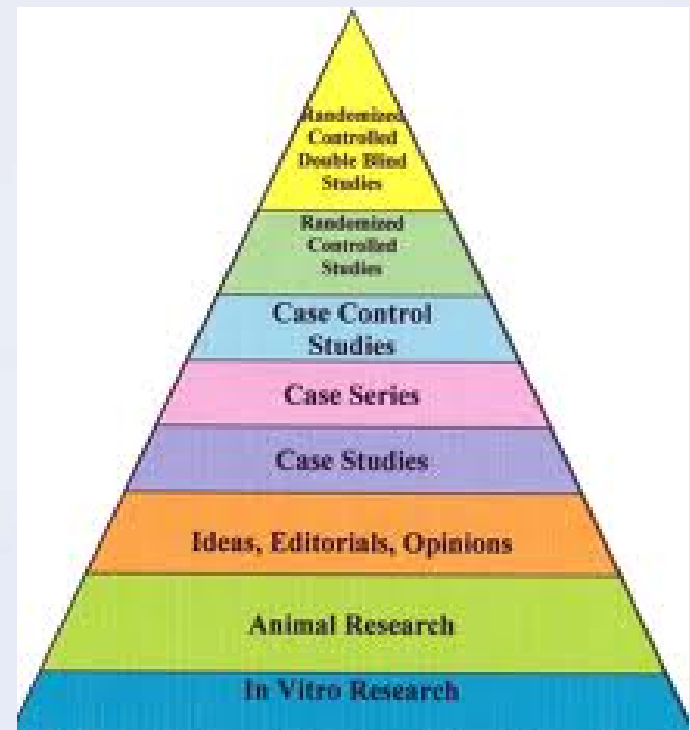 Randomized
Controlled
Double Blind
Studies
Randomized
Controlled
Studies
Case Control
Studies
Case Series
Case Studies
Ideas, Editorials, Opinions
Animal Research
In Vitro Research